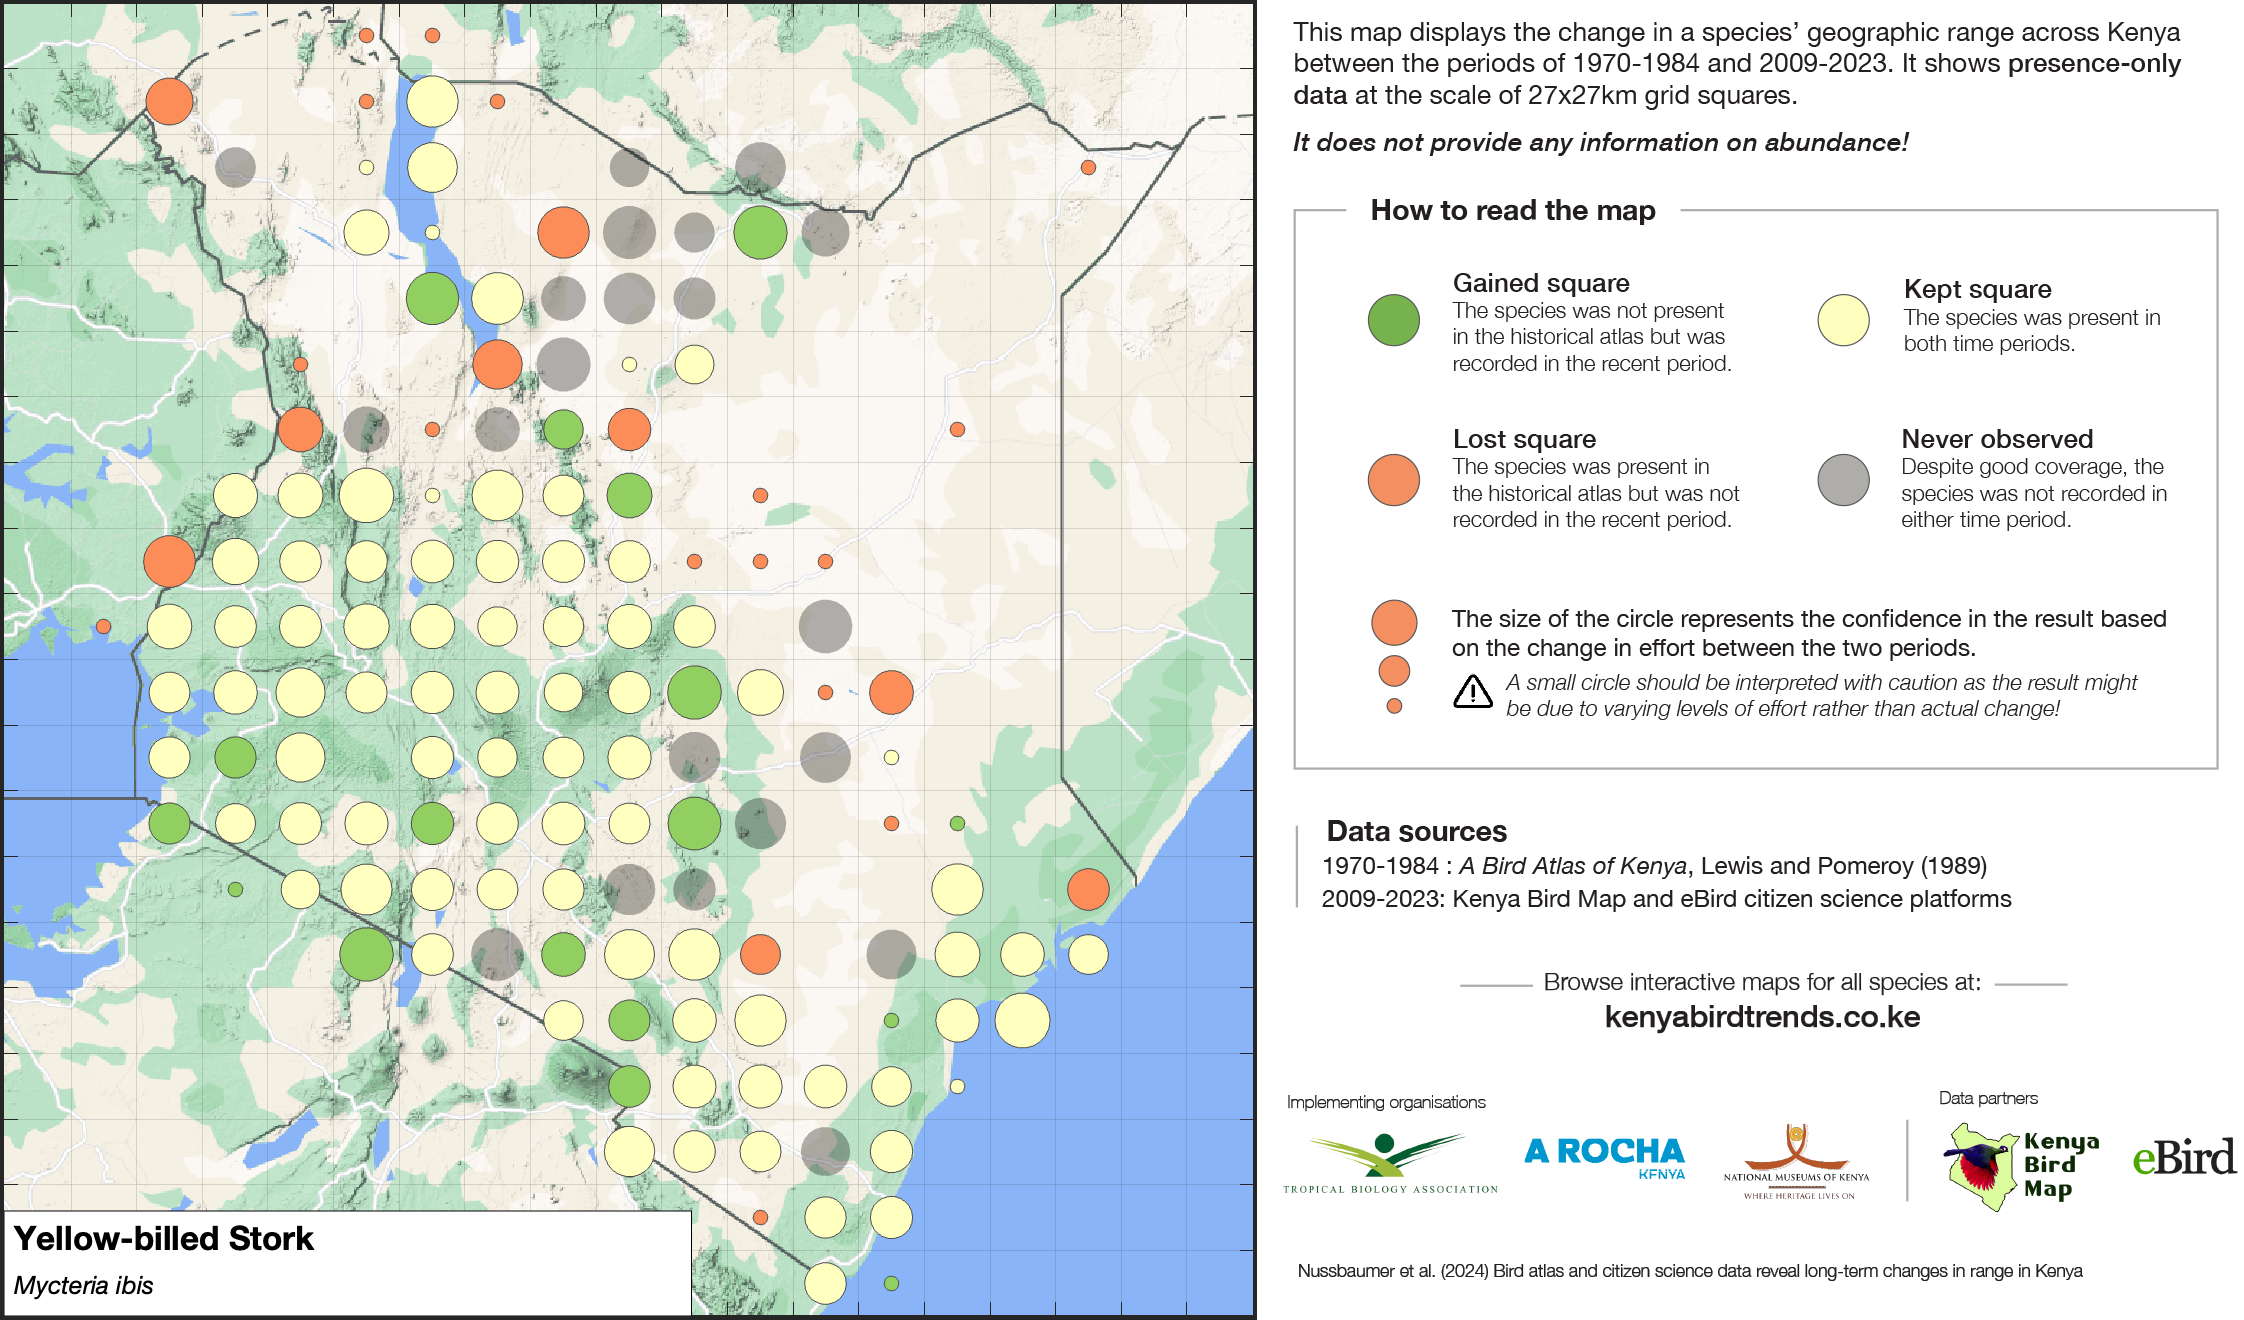 This map displays the change in a species’ geographic range across Kenya
between the periods of 1970-1984 and 2009-2023. It shows presence-only
data at the scale of 27x27km grid squares.
It does not provide any information on abundance!
How to read the map
Gained square
The species was not present
in the historical atlas but was
recorded in the recent period.
Kept square
The species was present in
both time periods.
Lost square
The species was present in
the historical atlas but was not
recorded in the recent period.
Never observed
Despite good coverage, the
species was not recorded in
either time period.
The size of the circle represents the confidence in the result based
on the change in effort between the two periods.
A small circle should be interpreted with caution as the result might
be due to varying levels of effort rather than actual change!
Data sources
1970-1984 : A Bird Atlas of Kenya, Lewis and Pomeroy (1989)
2009-2023: Kenya Bird Map and eBird citizen science platforms
Browse interactive maps for all species at:
kenyabirdtrends.co.ke
Implementing organisations
Data partners
TROPICAL BIOLOGY ASSOCIATION
A ROCHA
KENYA
NATIONAL MUSEUMS OF KENYA
WHERE HERITAGE LIVES ON
Kenya
Bird
Map
eBird
Yellow-billed Stork
Mycteria ibis
Nussbaumer et al. (2024) Bird atlas and citizen science data reveal long-term changes in range in Kenya